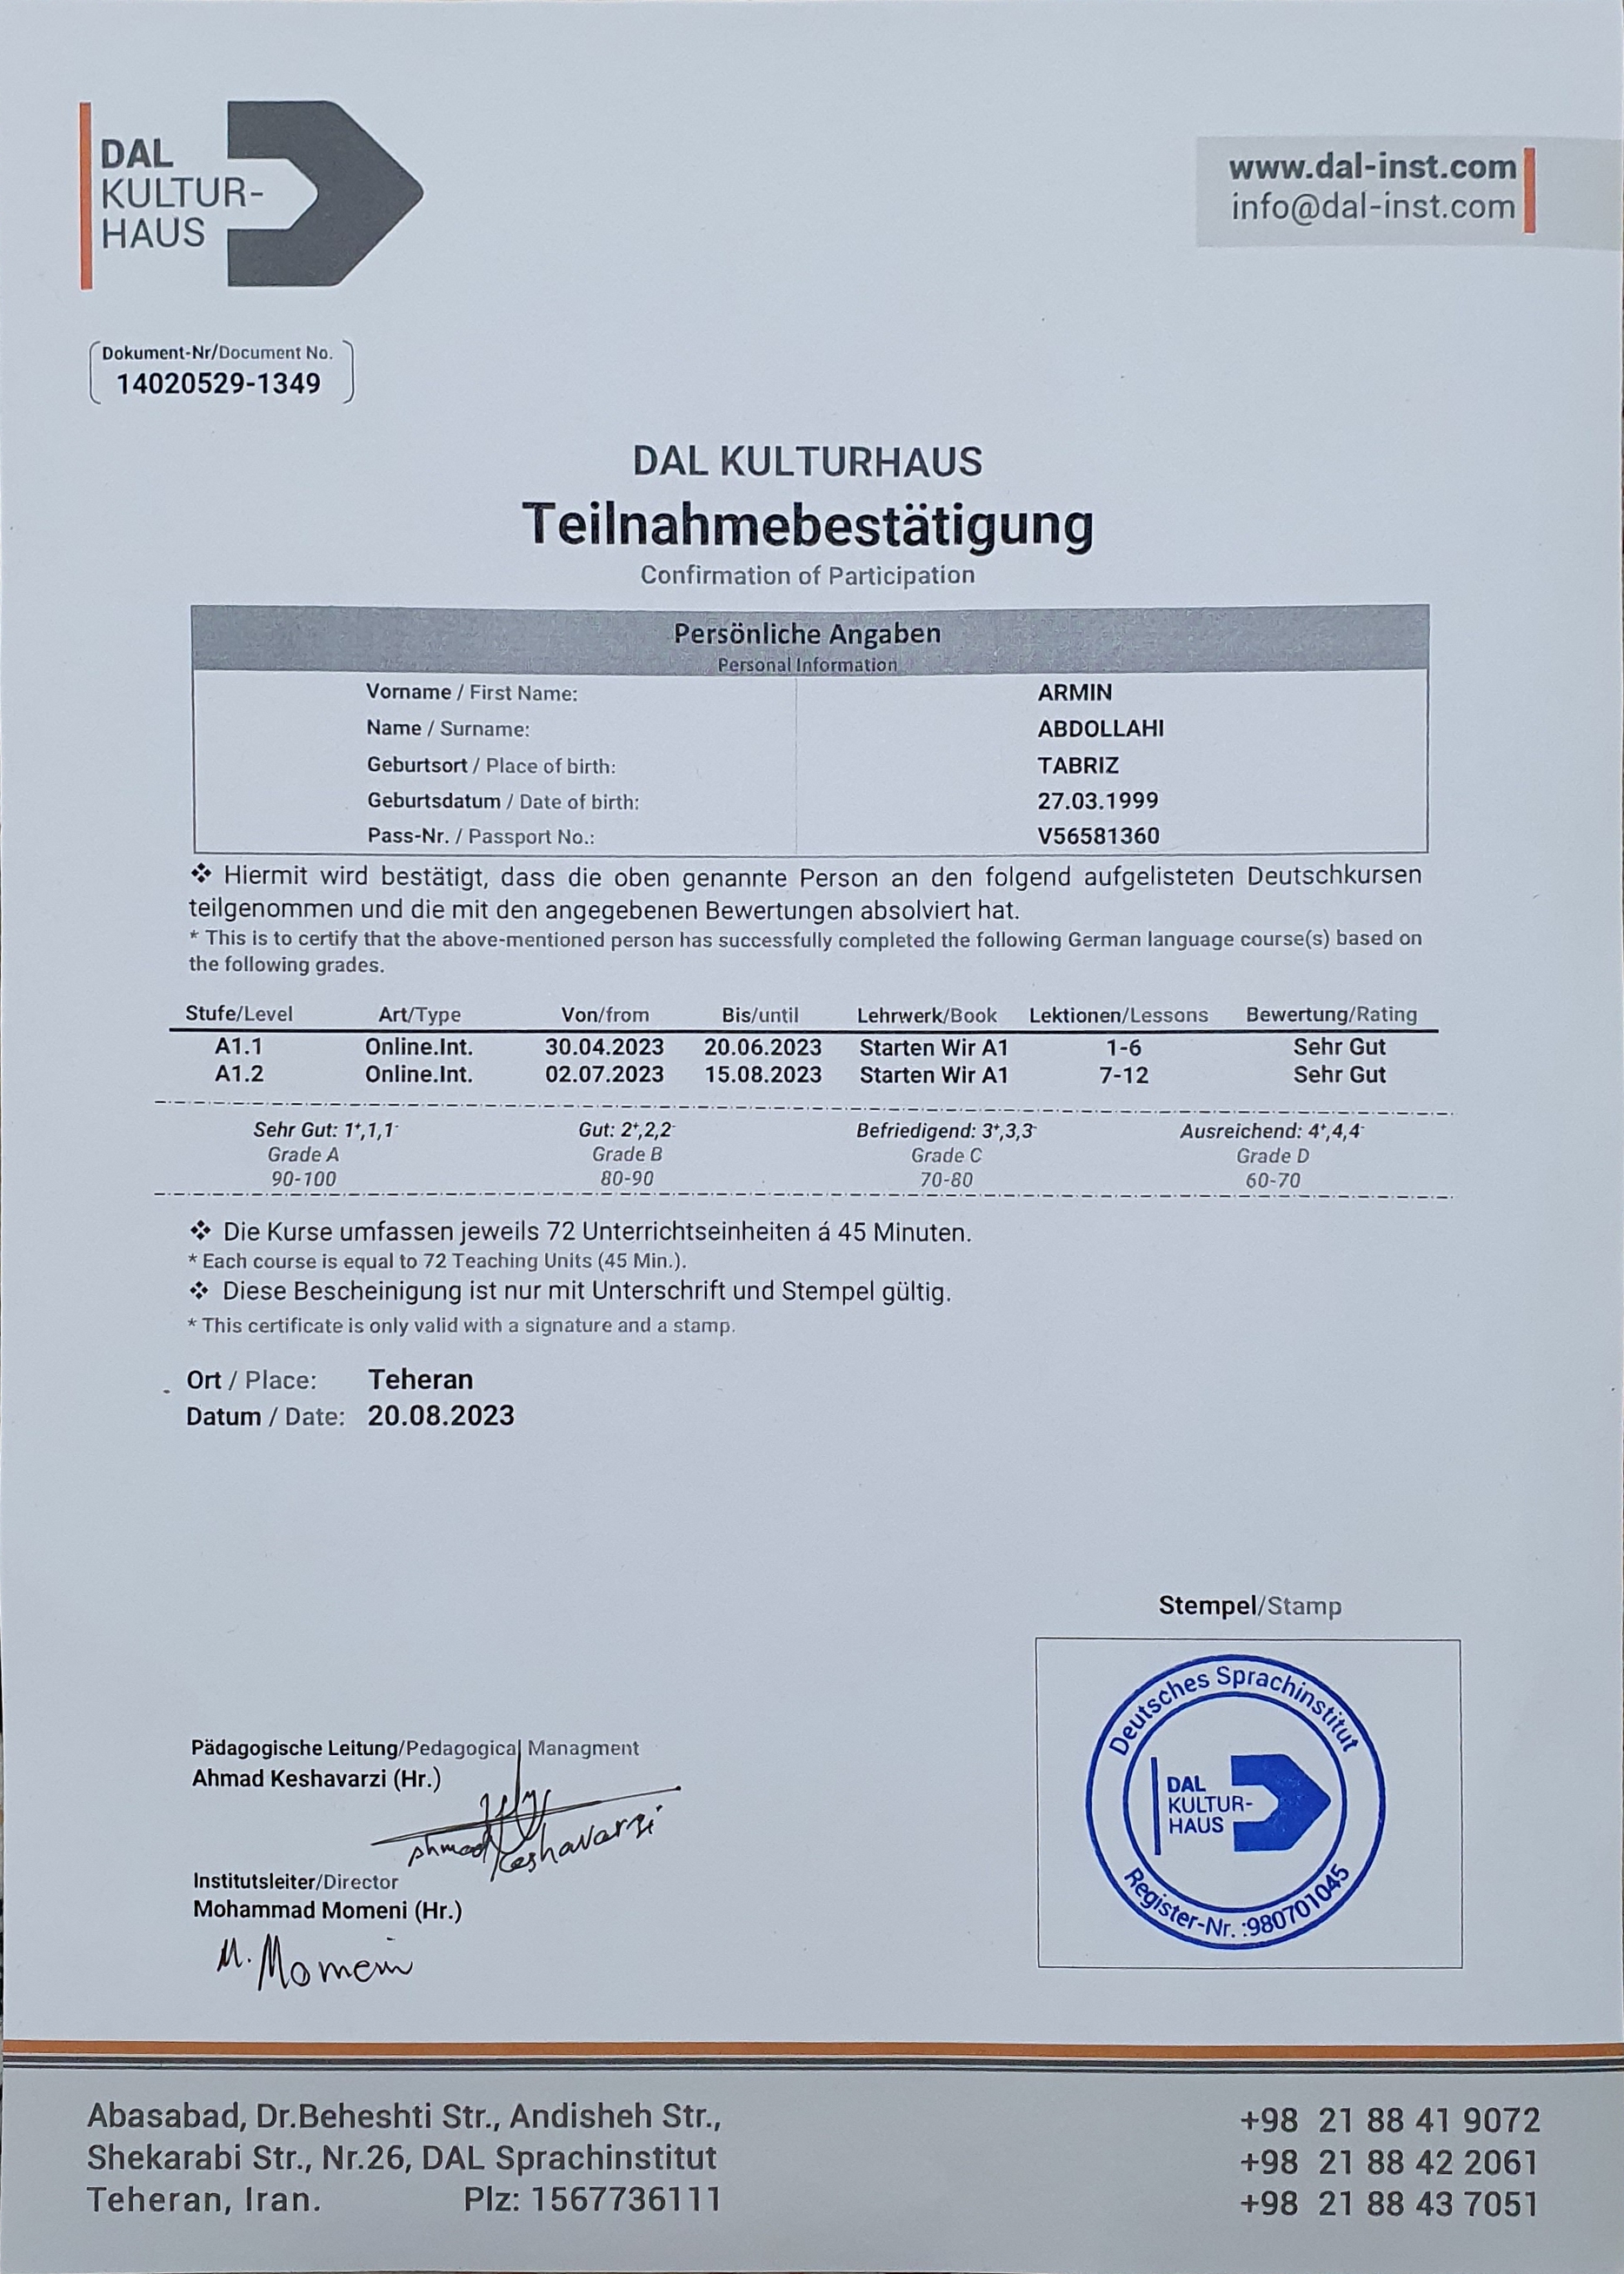 DAL
KULTUR-
HAUS
www.dal-inst.com
info@dal-inst.com
Dokument-Nr/Document No.
14020529-1349
DAL KULTURHAUS
Teilnahmebestätigung
Confirmation of Participation
Persönliche Angaben
Personal Information
Vorname / First Name: ARMIN
Name / Surname: ABDOLLAHI
Geburtsort / Place of birth: TABRIZ
Geburtsdatum / Date of birth: 27.03.1999
Pass-Nr. / Passport No.: V56581360
❖ Hiermit wird bestätigt, dass die oben genannte Person an den folgend aufgelisteten Deutschkursen
teilgenommen und die mit den angegebenen Bewertungen absolviert hat.
* This is to certify that the above-mentioned person has successfully completed the following German language course(s) based on
the following grades.
Stufe/Level Art/Type Von/from Bis/until Lehrwerk/Book Lektionen/Lessons Bewertung/Rating
A1.1 Online.Int. 30.04.2023 20.06.2023 Starten Wir A1 1-6 Sehr Gut
A1.2 Online.Int. 02.07.2023 15.08.2023 Starten Wir A1 7-12 Sehr Gut
Sehr Gut: 1⁺,1,1⁻ Gut: 2⁺,2,2⁻ Befriedigend: 3⁺,3,3⁻ Ausreichend: 4⁺,4,4⁻
Grade A Grade B Grade C Grade D
90-100 80-90 70-80 60-70
❖ Die Kurse umfassen jeweils 72 Unterrichtseinheiten á 45 Minuten.
* Each course is equal to 72 Teaching Units (45 Min.).
❖ Diese Bescheinigung ist nur mit Unterschrift und Stempel gültig.
* This certificate is only valid with a signature and a stamp.
Ort / Place: Teheran
Datum / Date: 20.08.2023
Stempel/Stamp
Deutsches Sprachinstitut
DAL
KULTUR-
HAUS
Register-Nr. :980701045
Pädagogische Leitung/Pedagogical Managment
Ahmad Keshavarzi (Hr.)
Ahmad Keshavarzi
Institutsleiter/Director
Mohammad Momeni (Hr.)
M. Momeni
Abasabad, Dr.Beheshti Str., Andisheh Str.,
Shekarabi Str., Nr.26, DAL Sprachinstitut
Teheran, Iran. Plz: 1567736111
+98 21 88 41 9072
+98 21 88 42 2061
+98 21 88 43 7051